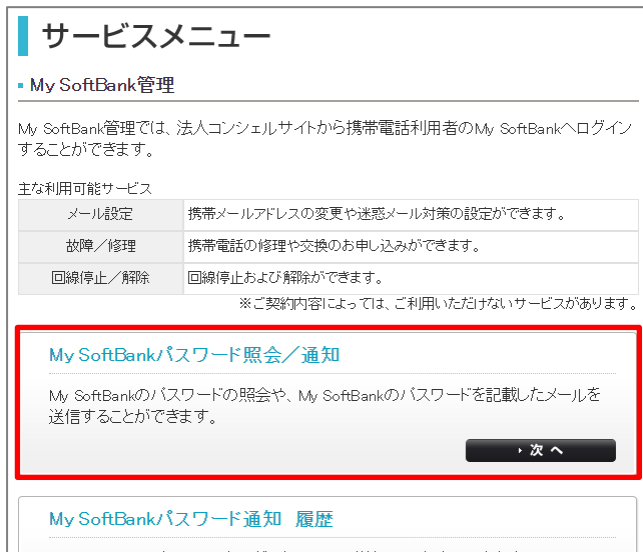 サービスメニュー
My SoftBank管理
My SoftBank管理では、法人コンシェルサイトから携帯電話利用者のMy SoftBankへログイン
することができます。
主な利用可能サービス
メール設定 携帯メールアドレスの変更や迷惑メール対策の設定ができます。
故障／修理 携帯電話の修理や交換のお申し込みができます。
回線停止／解除 回線停止および解除ができます。
※ご契約内容によっては、ご利用いただけないサービスがあります。
My SoftBankパスワード照会／通知
My SoftBankのパスワードの照会や、My SoftBankのパスワードを記載したメールを
送信することができます。
次 へ
My SoftBankパスワード通知 履歴